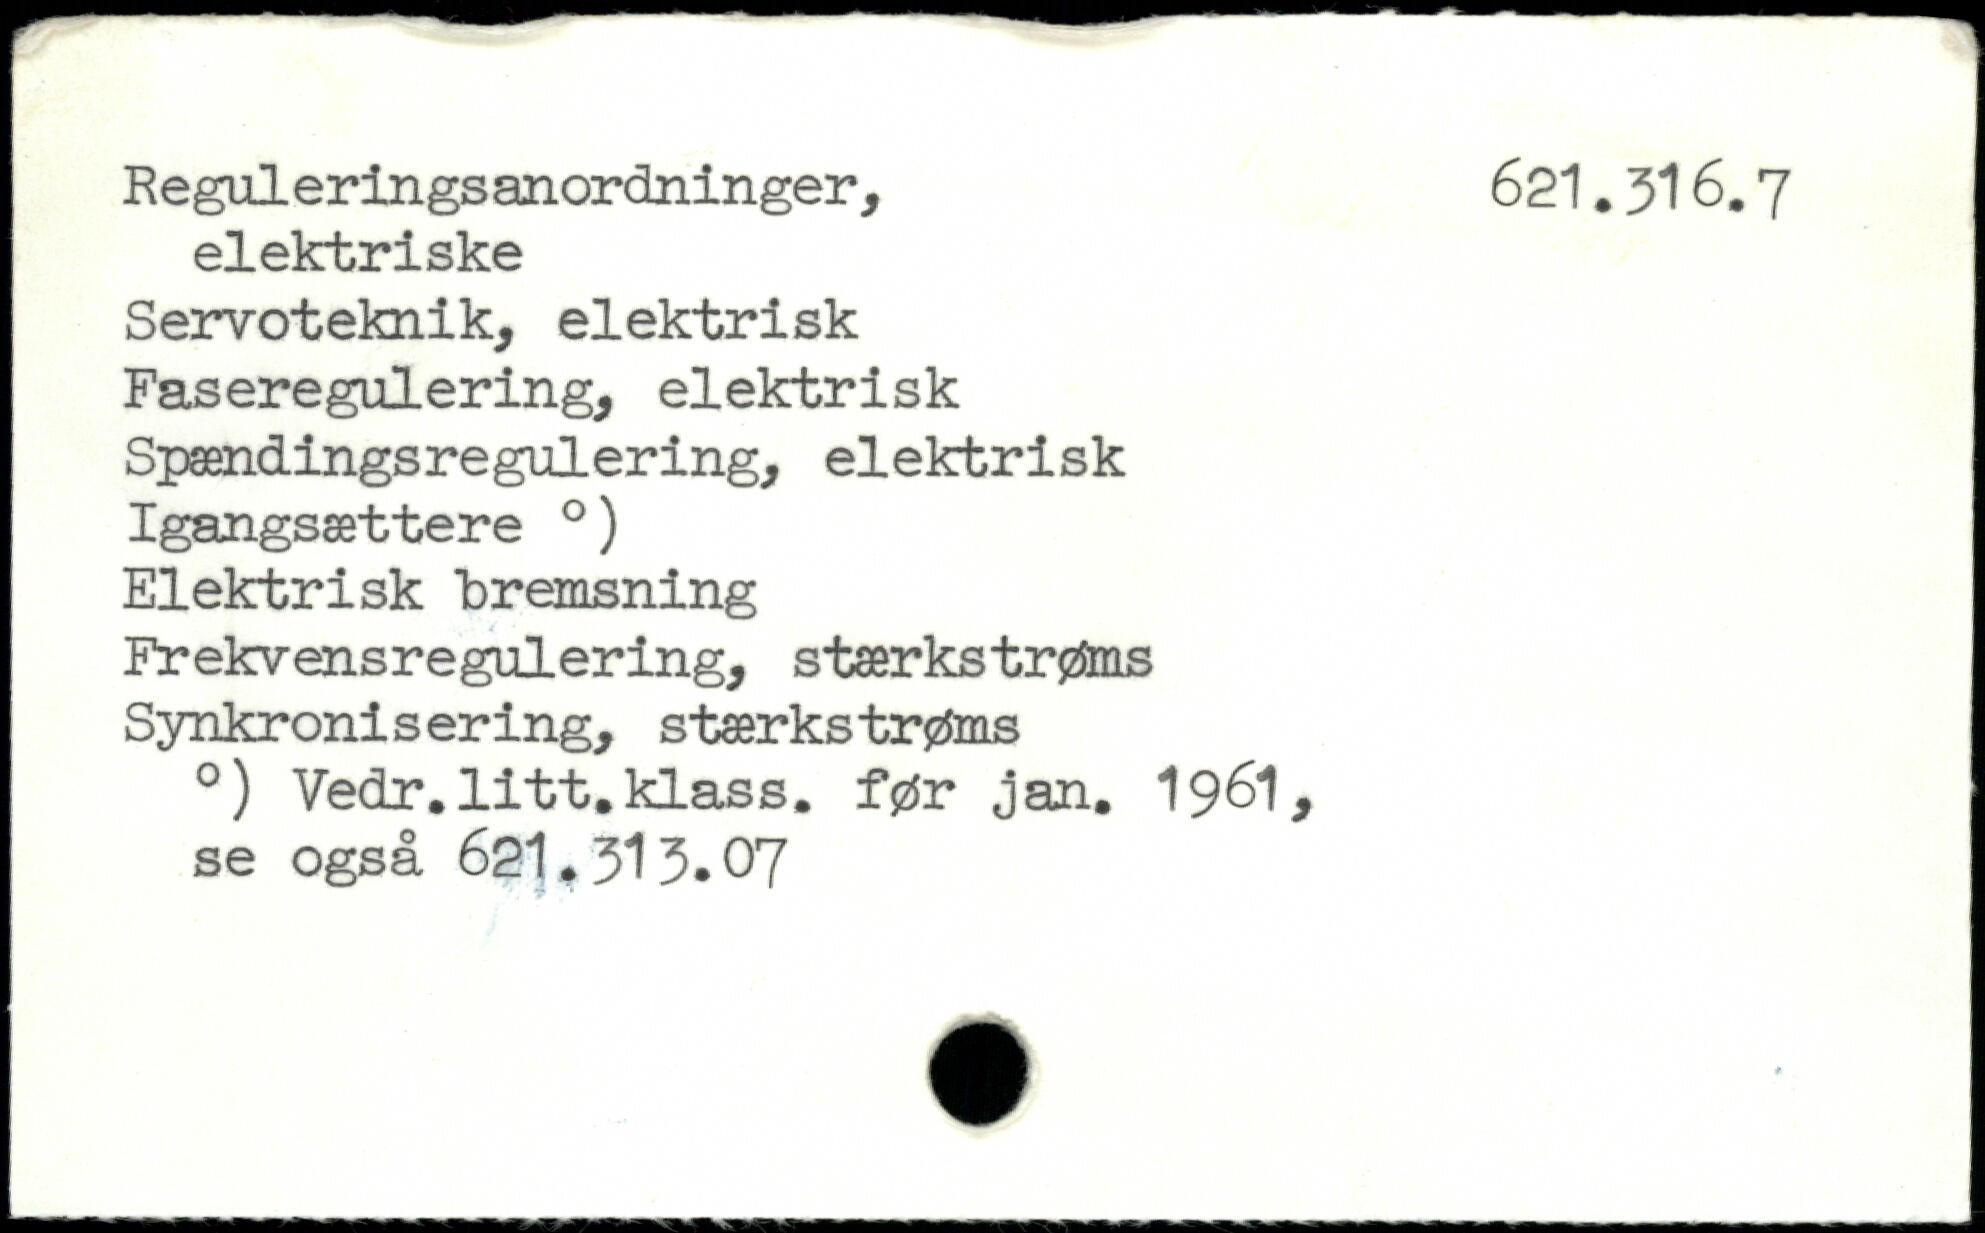 Reguleringsanordninger, 621.316.7
elektriske
Servoteknik, elektrisk
Faseregulering, elektrisk
Spændingsregulering, elektrisk
Igangsættere °)
Elektrisk bremsning
Frekvensregulering, stærkstrøms
Synkronisering, stærkstrøms
°) Vedr.litt.klass. før jan. 1961,
se også 621.313.07